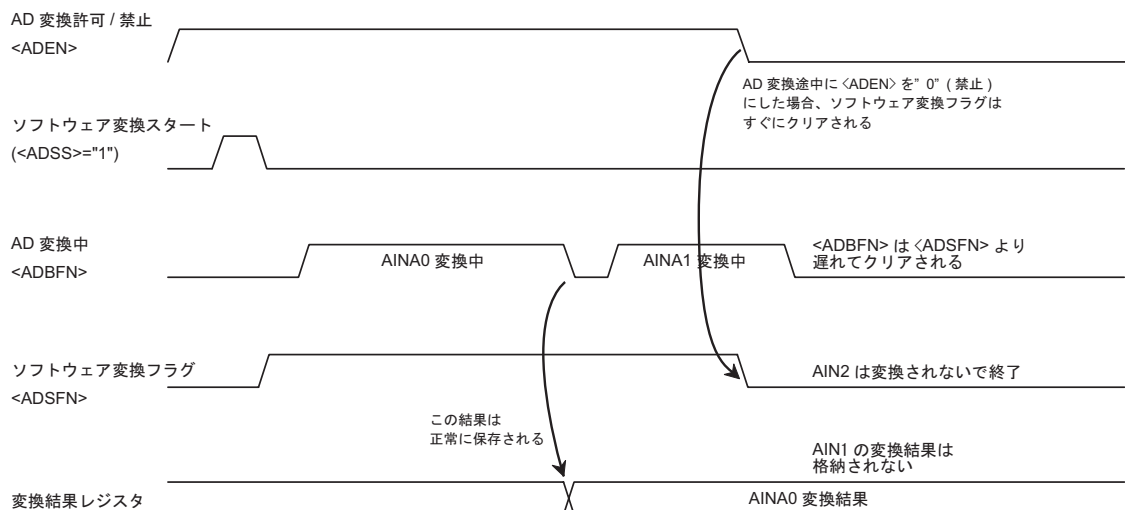 AD 変換許可 / 禁止
<ADEN>
AD 変換途中に <ADEN> を” 0” ( 禁止 )
にした場合、ソフトウェア変換フラグは
すぐにクリアされる
ソフトウェア変換スタート
(<ADSS>="1")
AD 変換中
<ADBFN>
AINA0 変換中
AINA1 変換中
<ADBFN> は <ADSFN> より
遅れてクリアされる
ソフトウェア変換フラグ
<ADSFN>
AIN2 は変換されないで終了
この結果は
正常に保存される
AIN1 の変換結果は
格納されない
変換結果レジスタ
AINA0 変換結果